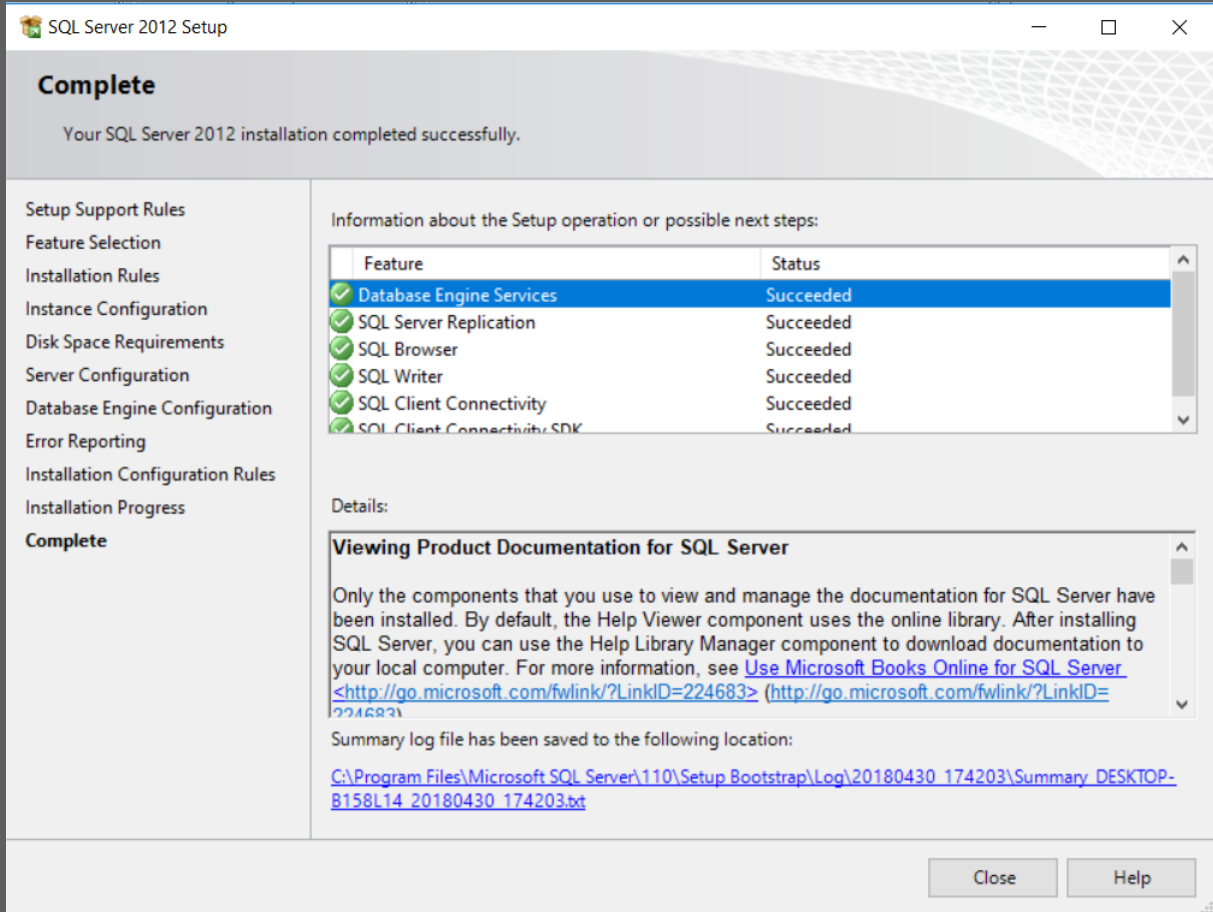 SQL Server 2012 Setup
Complete
Your SQL Server 2012 installation completed successfully.
Setup Support Rules
Feature Selection
Installation Rules
Instance Configuration
Disk Space Requirements
Server Configuration
Database Engine Configuration
Error Reporting
Installation Configuration Rules
Installation Progress
Complete
Information about the Setup operation or possible next steps:
Feature Status
Database Engine Services Succeeded
SQL Server Replication Succeeded
SQL Browser Succeeded
SQL Writer Succeeded
SQL Client Connectivity Succeeded
SQL Client Connectivity SDK Succeeded
Details:
Viewing Product Documentation for SQL Server
Only the components that you use to view and manage the documentation for SQL Server have
been installed. By default, the Help Viewer component uses the online library. After installing
SQL Server, you can use the Help Library Manager component to download documentation to
your local computer. For more information, see Use Microsoft Books Online for SQL Server
<http://go.microsoft.com/fwlink/?LinkID=224683> (http://go.microsoft.com/fwlink/?LinkID=
224683)
Summary log file has been saved to the following location:
C:\Program Files\Microsoft SQL Server\110\Setup Bootstrap\Log\20180430_174203\Summary_DESKTOP-
B158L14_20180430_174203.txt
Close Help